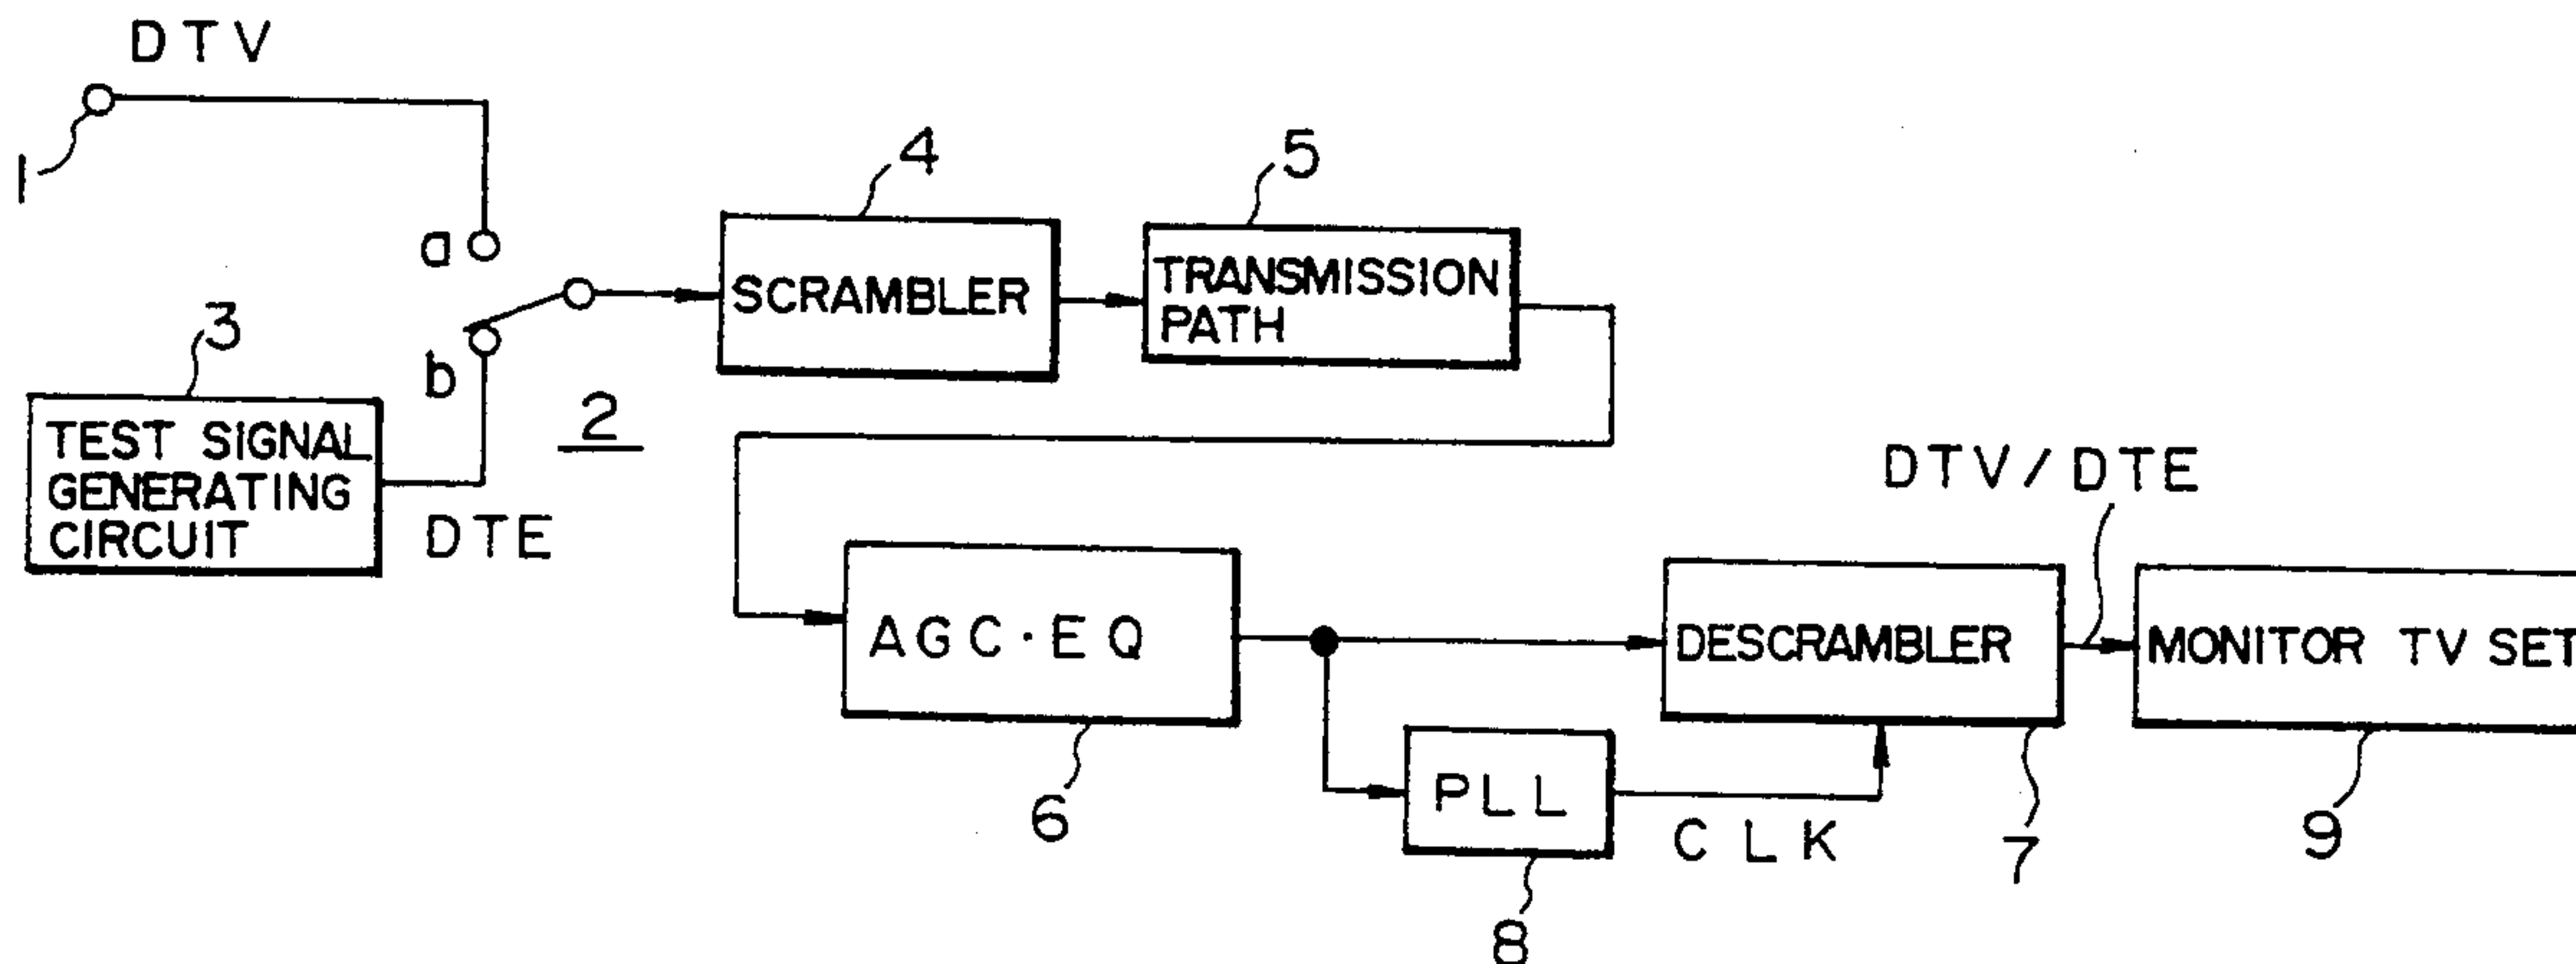 DTV
1
a
b
2
3
TEST SIGNAL
GENERATING
CIRCUIT
DTE
4
SCRAMBLER
5
TRANSMISSION
PATH
AGC·EQ
6
PLL
8
CLK
DESCRAMBLER
7
DTV/DTE
MONITOR TV SET
9